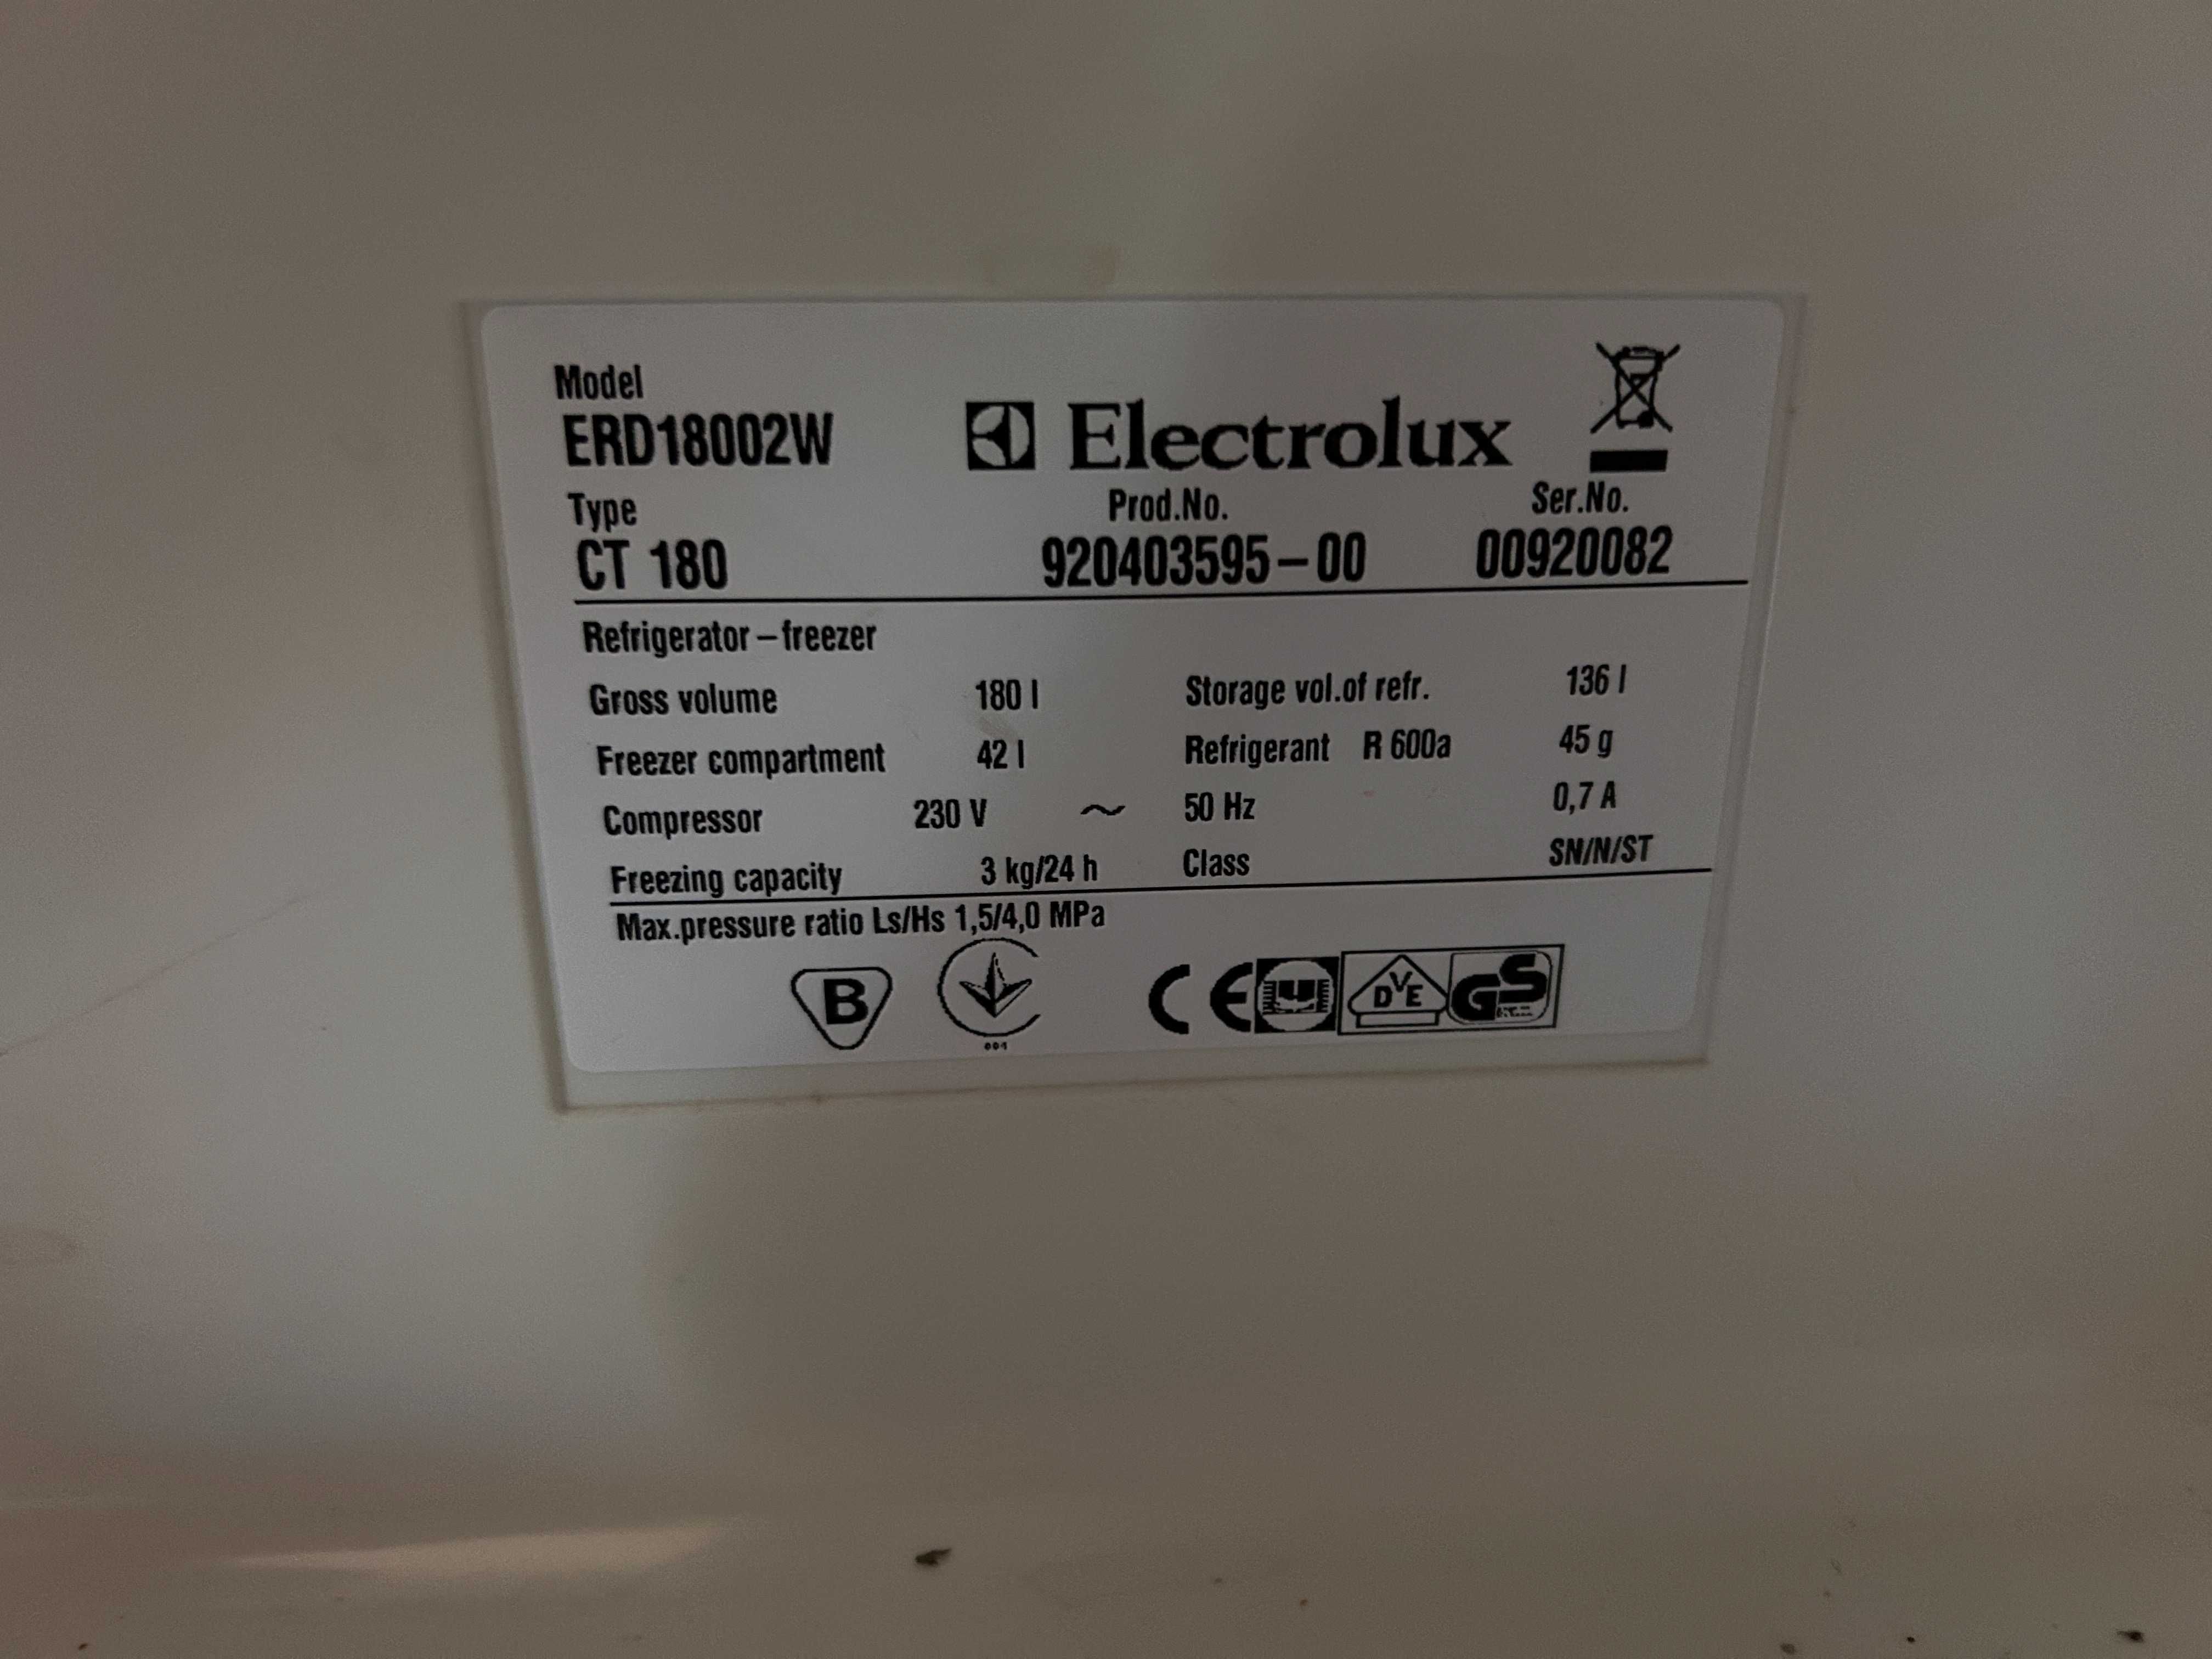 Model
ERD18002W
Electrolux
Type
Prod.No.
Ser.No.
CT 180
920403595-00
00920082
Refrigerator-freezer
Gross volume 180 l Storage vol.of refr. 136 l
Freezer compartment 42 l Refrigerant R 600a 45 g
Compressor 230 V ~ 50 Hz 0,7 A
Freezing capacity 3 kg/24 h Class SN/N/ST
Max.pressure ratio Ls/Hs 1,5/4,0 MPa
B
001
CE
DVE
GS